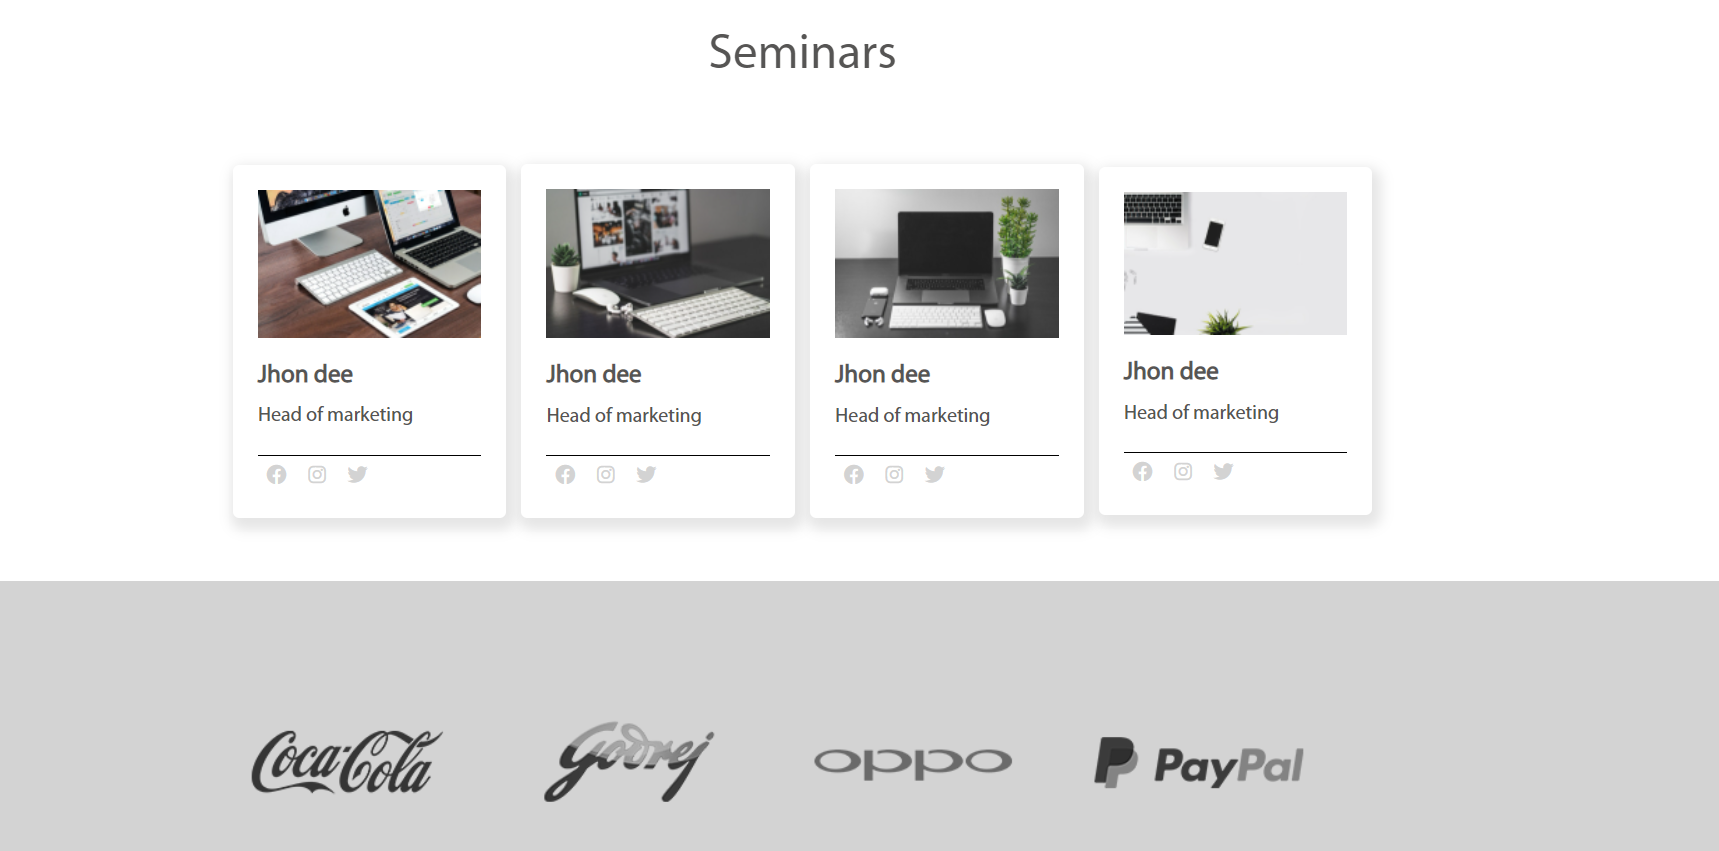 Seminars
Jhon dee
Head of marketing
Jhon dee
Head of marketing
Jhon dee
Head of marketing
Jhon dee
Head of marketing
Coca-Cola
Godrej
oppo
PayPal